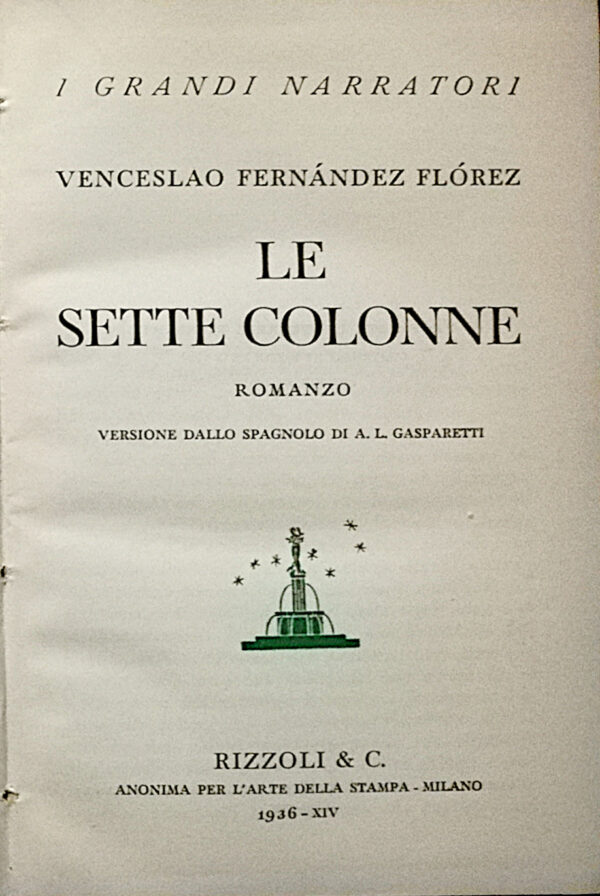 I GRANDI NARRATORI
VENCESLAO FERNÁNDEZ FLÓREZ
LE
SETTE COLONNE
ROMANZO
VERSIONE DALLO SPAGNOLO DI A. L. GASPARETTI
RIZZOLI & C.
ANONIMA PER L'ARTE DELLA STAMPA - MILANO
1936 - XIV